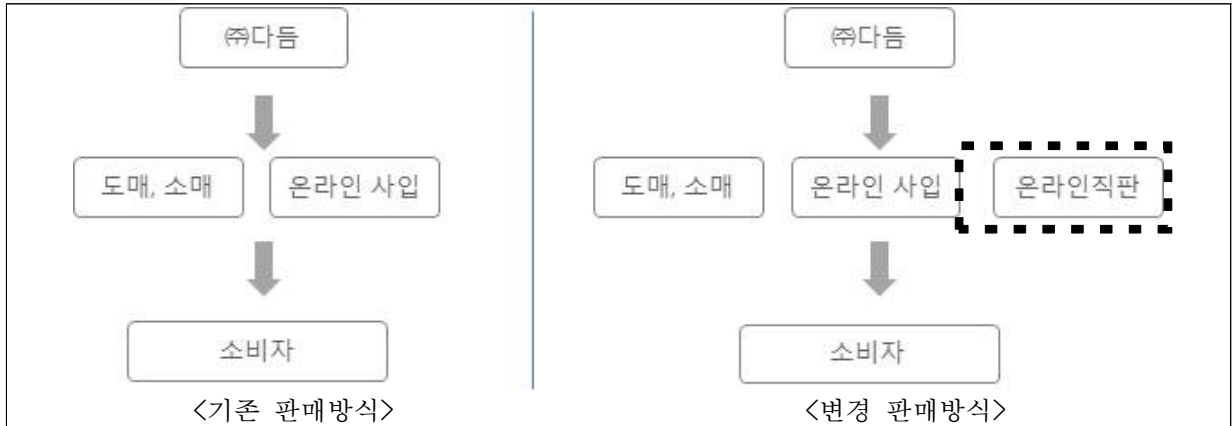 ㈜다듬
도매, 소매
온라인 사입
소비자
<기존 판매방식>
㈜다듬
도매, 소매
온라인 사입
온라인직판
소비자
<변경 판매방식>